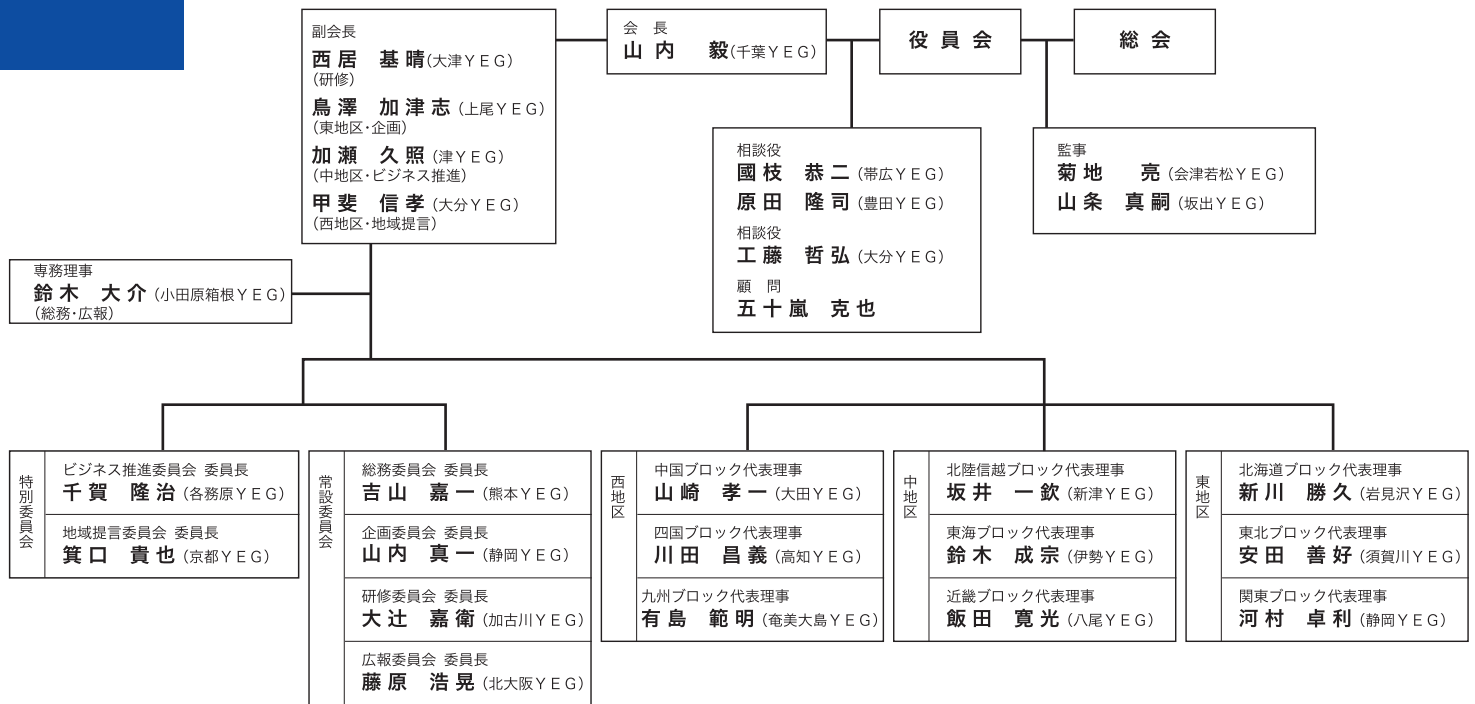 副会長
西居 基晴(大津YEG)
(研修)
鳥澤 加津志(上尾YEG)
(東地区・企画)
加瀬 久照(津YEG)
(中地区・ビジネス推進)
甲斐 信孝(大分YEG)
(西地区・地域提言)
会 長
山内 毅(千葉YEG)
役員会
総会
相談役
國枝 恭二(帯広YEG)
原田 隆司(豊田YEG)
相談役
工藤 哲弘(大分YEG)
顧 問
五十嵐 克也
監事
菊地 亮(会津若松YEG)
山条 真嗣(坂出YEG)
専務理事
鈴木 大介(小田原箱根YEG)
(総務・広報)
特別委員会
ビジネス推進委員会 委員長
千賀 隆治(各務原YEG)
地域提言委員会 委員長
箕口 貴也(京都YEG)
常設委員会
総務委員会 委員長
吉山 嘉一(熊本YEG)
企画委員会 委員長
山内 真一(静岡YEG)
研修委員会 委員長
大辻 嘉衛(加古川YEG)
広報委員会 委員長
藤原 浩晃(北大阪YEG)
西地区
中国ブロック代表理事
山崎 孝一(大田YEG)
四国ブロック代表理事
川田 昌義(高知YEG)
九州ブロック代表理事
有島 範明(奄美大島YEG)
中地区
北陸信越ブロック代表理事
坂井 一欽(新津YEG)
東海ブロック代表理事
鈴木 成宗(伊勢YEG)
近畿ブロック代表理事
飯田 寛光(八尾YEG)
東地区
北海道ブロック代表理事
新川 勝久(岩見沢YEG)
東北ブロック代表理事
安田 善好(須賀川YEG)
関東ブロック代表理事
河村 卓利(静岡YEG)